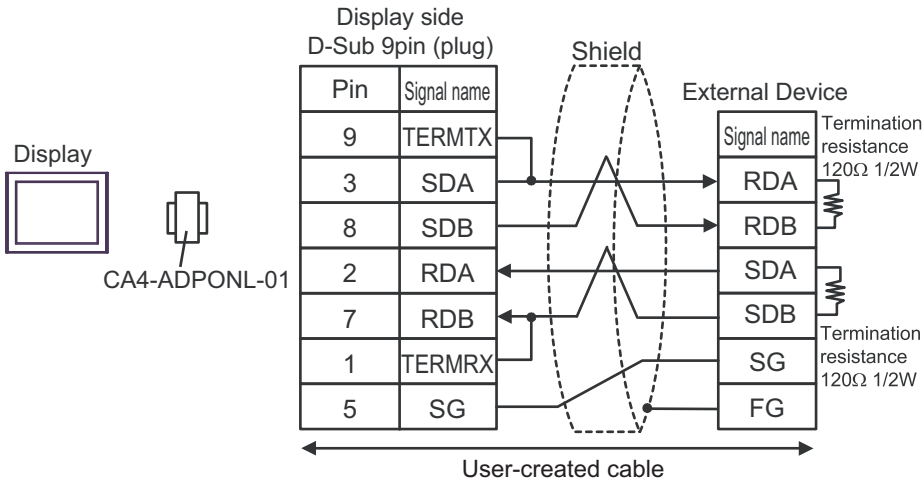 Display side
D-Sub 9pin (plug)
Shield
External Device
Pin
Signal name
9
TERMTX
3
SDA
8
SDB
2
RDA
7
RDB
1
TERMRX
5
SG
Signal name
RDA
RDB
SDA
SDB
SG
FG
Termination
resistance
120Ω 1/2W
Termination
resistance
120Ω 1/2W
Display
CA4-ADPONL-01
User-created cable